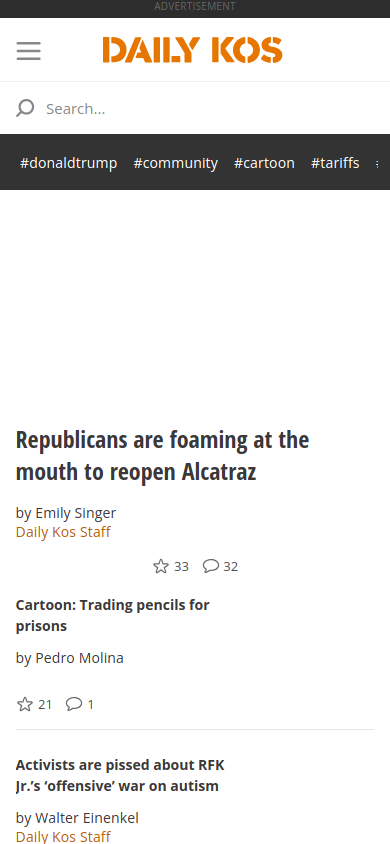 ADVERTISEMENT
DAILY KOS
Search...
#donaldtrump #community #cartoon #tariffs
Republicans are foaming at the
mouth to reopen Alcatraz
by Emily Singer
Daily Kos Staff
33 32
Cartoon: Trading pencils for
prisons
by Pedro Molina
21 1
Activists are pissed about RFK
Jr.’s ‘offensive’ war on autism
by Walter Einenkel
Daily Kos Staff